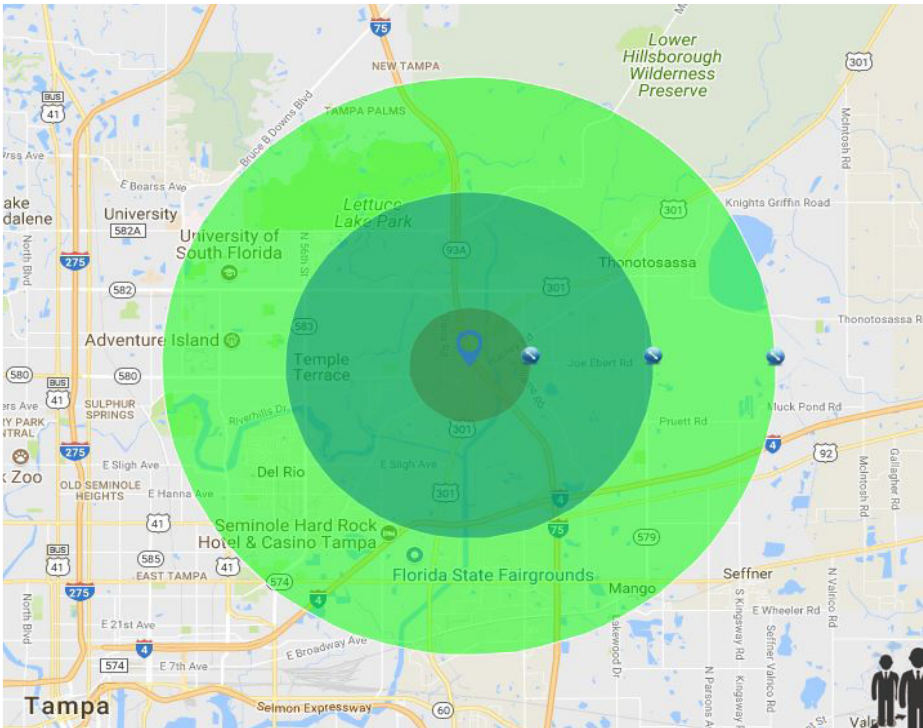 75
NEW TAMPA
Lower
Hillsborough
Wilderness
Preserve
301
BUS
41
41
TAMPA PALMS
Bruce B Downs Blvd
McIntosh Rd
E Bearss Ave
Lettuce
Lake Park
University
582A
301
Knights Griffin Road
North Blvd
University of
South Florida
N 56th St
93A
275
275
Thonotosassa
582
582
301
Thonotosassa Rd
583
Adventure Island
Joe Ebert Rd
Temple
Terrace
580
BUS
41
580
580
SULPHUR
SPRINGS
Muck Pond Rd
Riverhills Dr
Pruett Rd
301
4
92
275
E Sligh Ave
E Sligh Ave
Zoo
Del Rio
OLD SEMINOLE
HEIGHTS
E Hanna Ave
McIntosh Rd
Gallagher Rd
301
4
41
Seminole Hard Rock
Hotel & Casino Tampa
75
579
BUS
41
585
41
EAST TAMPA
574
Florida State Fairgrounds
Seffner
Mango
275
4
North Blvd
E 21st Ave
E Broadway Ave
Lakewood Dr
S Kingsway Rd
E Wheeler Rd
N Valrico Rd
Seffner Valrico Rd
574
4
E 7th Ave
Tampa
Selmon Expressway
60
N Parsons A
Kingsway
Valr